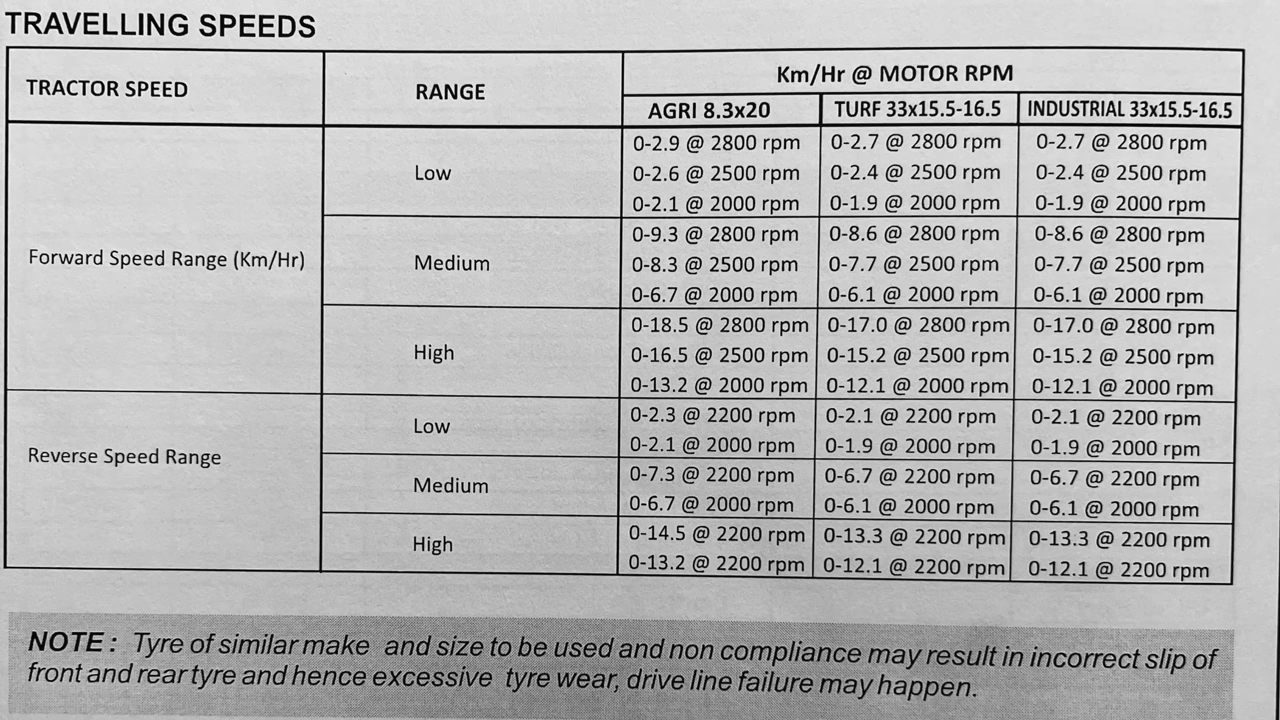 TRAVELLING SPEEDS
TRACTOR SPEED RANGE Km/Hr @ MOTOR RPM
AGRI 8.3x20 TURF 33x15.5-16.5 INDUSTRIAL 33x15.5-16.5
Forward Speed Range (Km/Hr)
Low
0-2.9 @ 2800 rpm 0-2.7 @ 2800 rpm 0-2.7 @ 2800 rpm
0-2.6 @ 2500 rpm 0-2.4 @ 2500 rpm 0-2.4 @ 2500 rpm
0-2.1 @ 2000 rpm 0-1.9 @ 2000 rpm 0-1.9 @ 2000 rpm
Medium
0-9.3 @ 2800 rpm 0-8.6 @ 2800 rpm 0-8.6 @ 2800 rpm
0-8.3 @ 2500 rpm 0-7.7 @ 2500 rpm 0-7.7 @ 2500 rpm
0-6.7 @ 2000 rpm 0-6.1 @ 2000 rpm 0-6.1 @ 2000 rpm
High
0-18.5 @ 2800 rpm 0-17.0 @ 2800 rpm 0-17.0 @ 2800 rpm
0-16.5 @ 2500 rpm 0-15.2 @ 2500 rpm 0-15.2 @ 2500 rpm
0-13.2 @ 2000 rpm 0-12.1 @ 2000 rpm 0-12.1 @ 2000 rpm
Reverse Speed Range
Low
0-2.3 @ 2200 rpm 0-2.1 @ 2200 rpm 0-2.1 @ 2200 rpm
0-2.1 @ 2000 rpm 0-1.9 @ 2000 rpm 0-1.9 @ 2000 rpm
Medium
0-7.3 @ 2200 rpm 0-6.7 @ 2200 rpm 0-6.7 @ 2200 rpm
0-6.7 @ 2000 rpm 0-6.1 @ 2000 rpm 0-6.1 @ 2000 rpm
High
0-14.5 @ 2200 rpm 0-13.3 @ 2200 rpm 0-13.3 @ 2200 rpm
0-13.2 @ 2200 rpm 0-12.1 @ 2200 rpm 0-12.1 @ 2200 rpm
NOTE : Tyre of similar make and size to be used and non compliance may result in incorrect slip of
front and rear tyre and hence excessive tyre wear, drive line failure may happen.